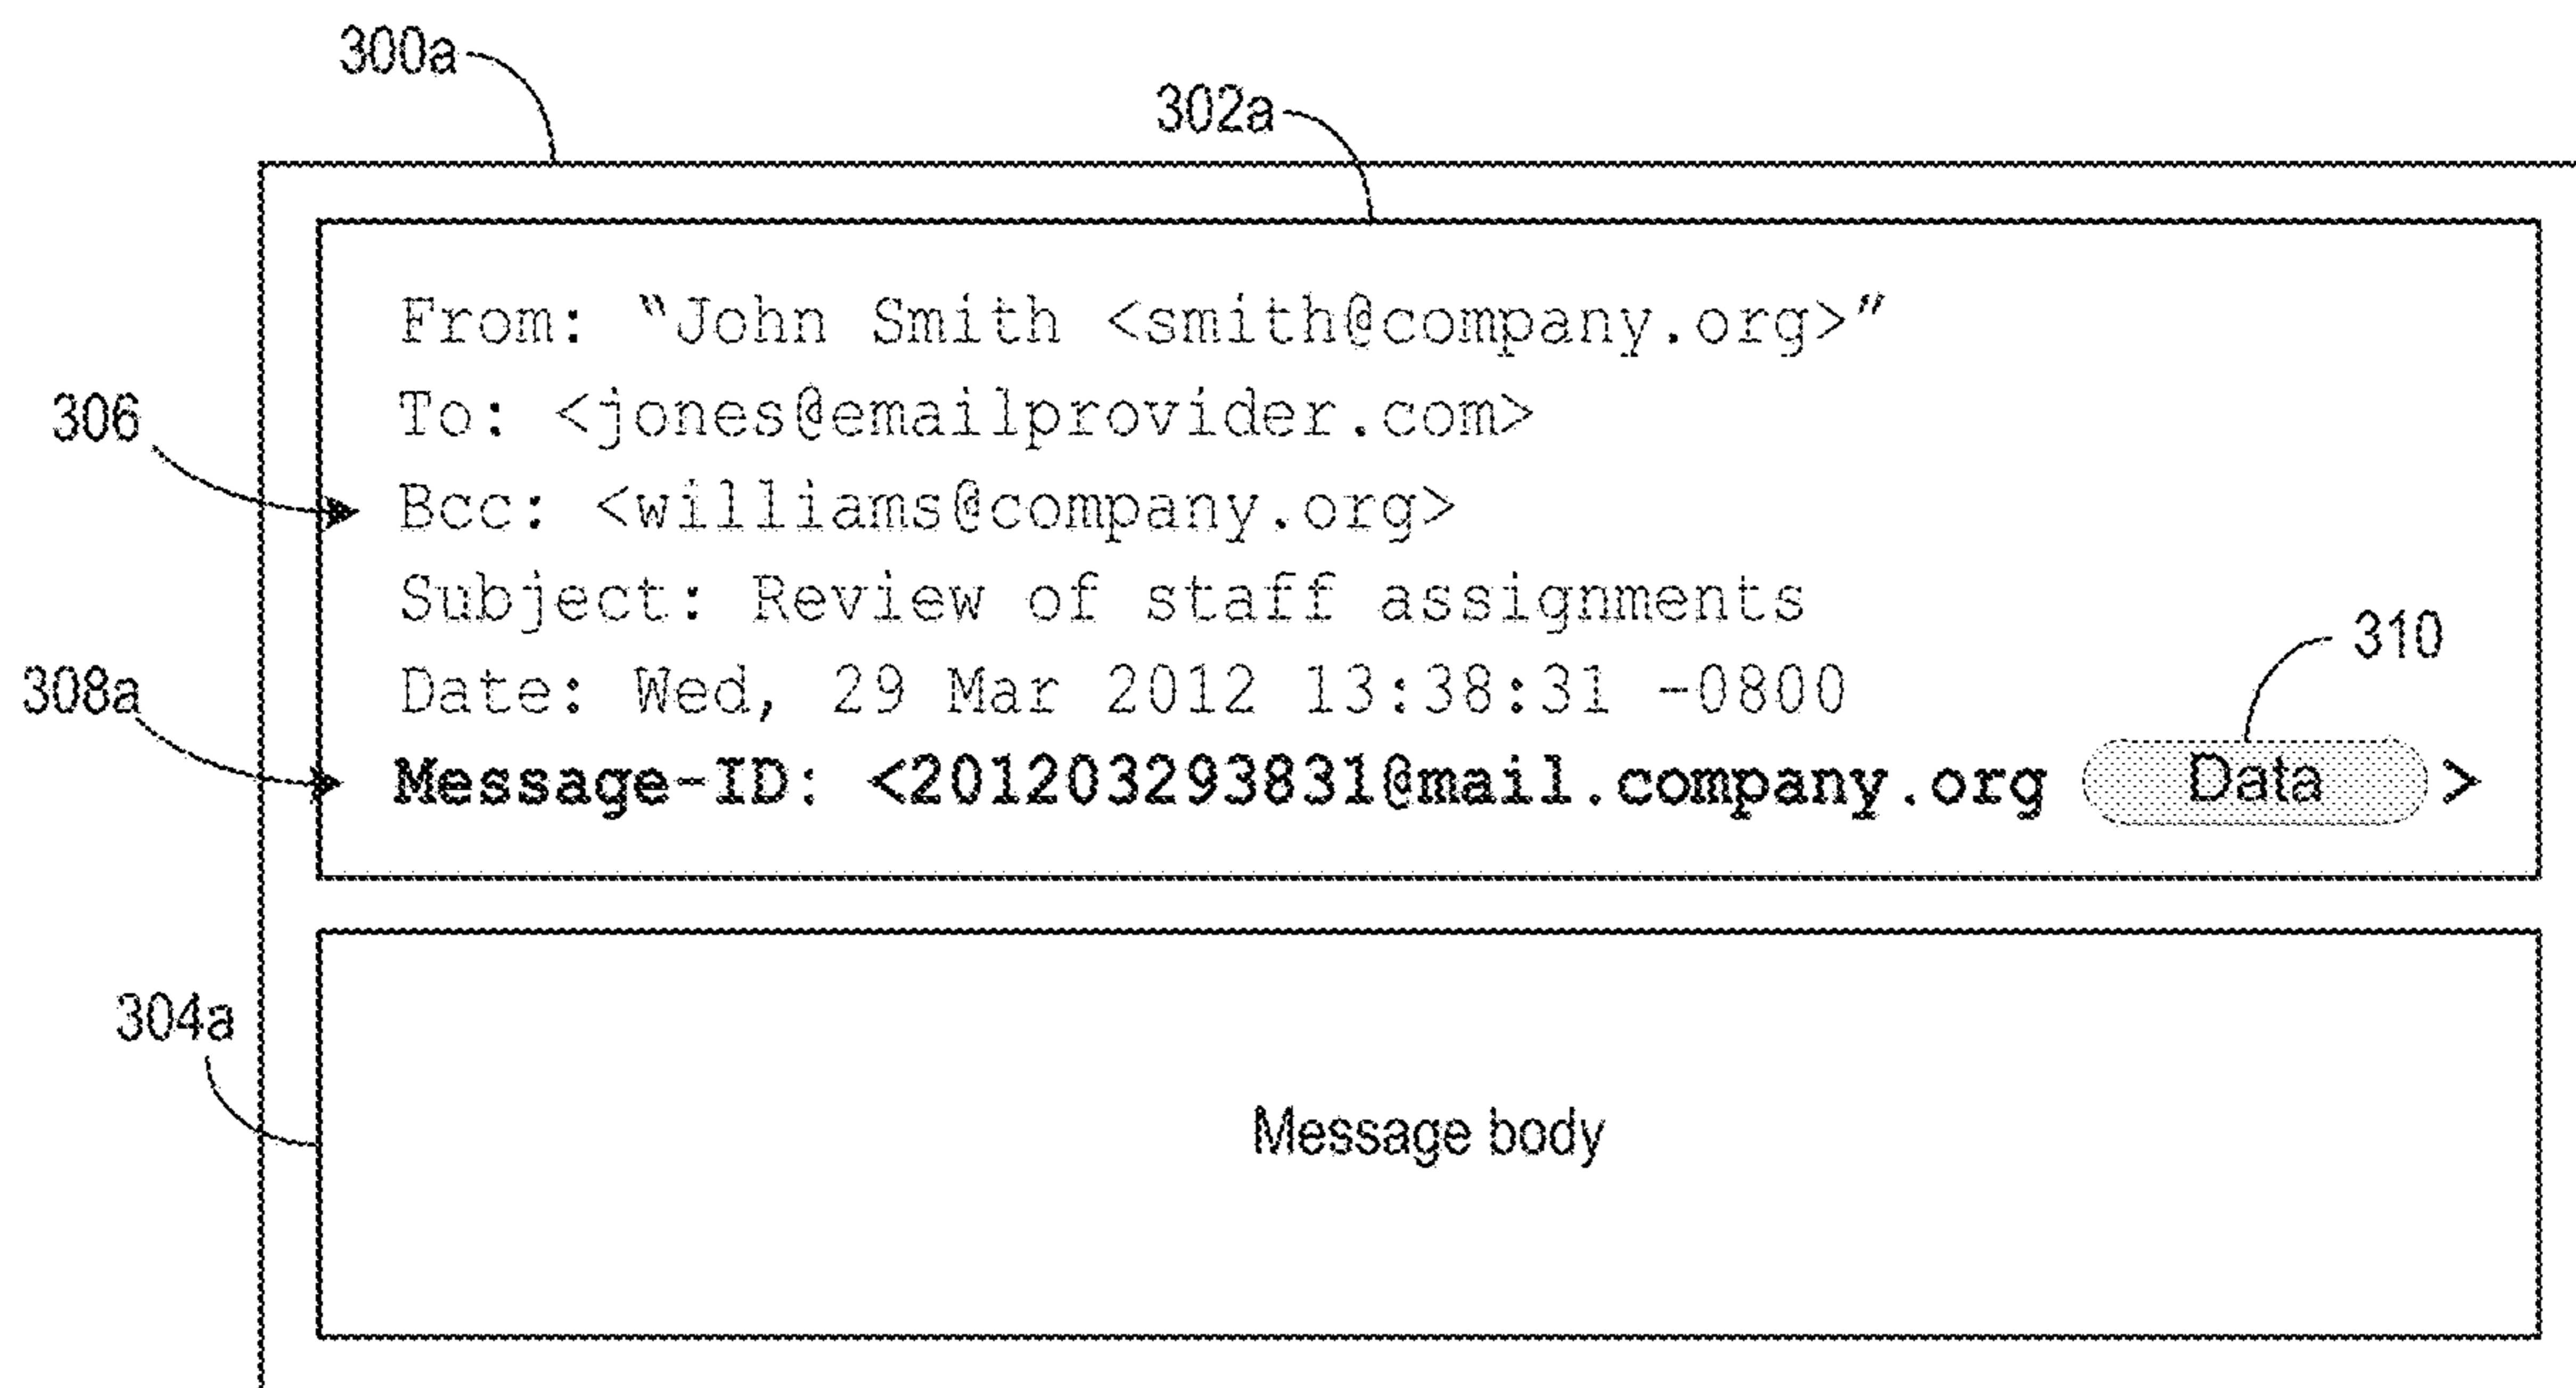 300a
302a
From: “John Smith <smith@company.org>”
306
To: <jones@emailprovider.com>
Bcc: <williams@company.org>
Subject: Review of staff assignments
310
308a
Date: Wed, 29 Mar 2012 13:38:31 -0800
Message-ID: <201203293831@mail.company.org Data >
304a
Message body